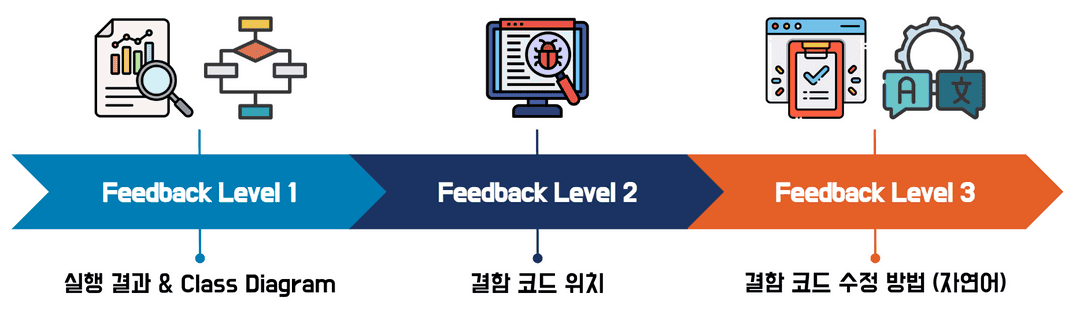 A 文
Feedback Level 1
Feedback Level 2
Feedback Level 3
실행 결과 & Class Diagram
결함 코드 위치
결함 코드 수정 방법 (자연어)